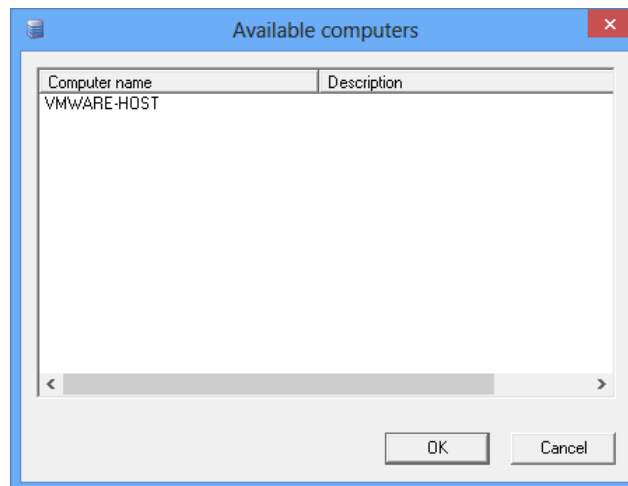 Available computers
Computer name Description
VMWARE-HOST
OK Cancel